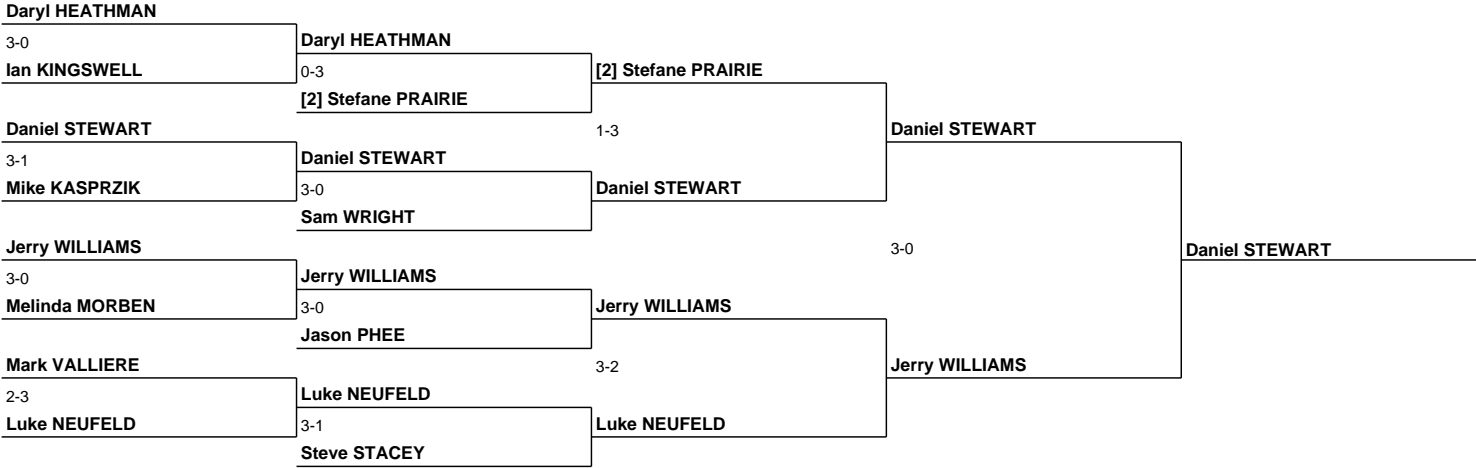 Daryl HEATHMAN
3-0
Daryl HEATHMAN
Ian KINGSWELL
0-3
[2] Stefane PRAIRIE
[2] Stefane PRAIRIE
Daniel STEWART
1-3
Daniel STEWART
3-1
Daniel STEWART
Mike KASPRZIK
3-0
Daniel STEWART
Sam WRIGHT
Jerry WILLIAMS
3-0
Daniel STEWART
3-0
Jerry WILLIAMS
Melinda MORBEN
3-0
Jerry WILLIAMS
Jason PHEE
Mark VALLIERE
3-2
Jerry WILLIAMS
2-3
Luke NEUFELD
Luke NEUFELD
3-1
Luke NEUFELD
Steve STACEY